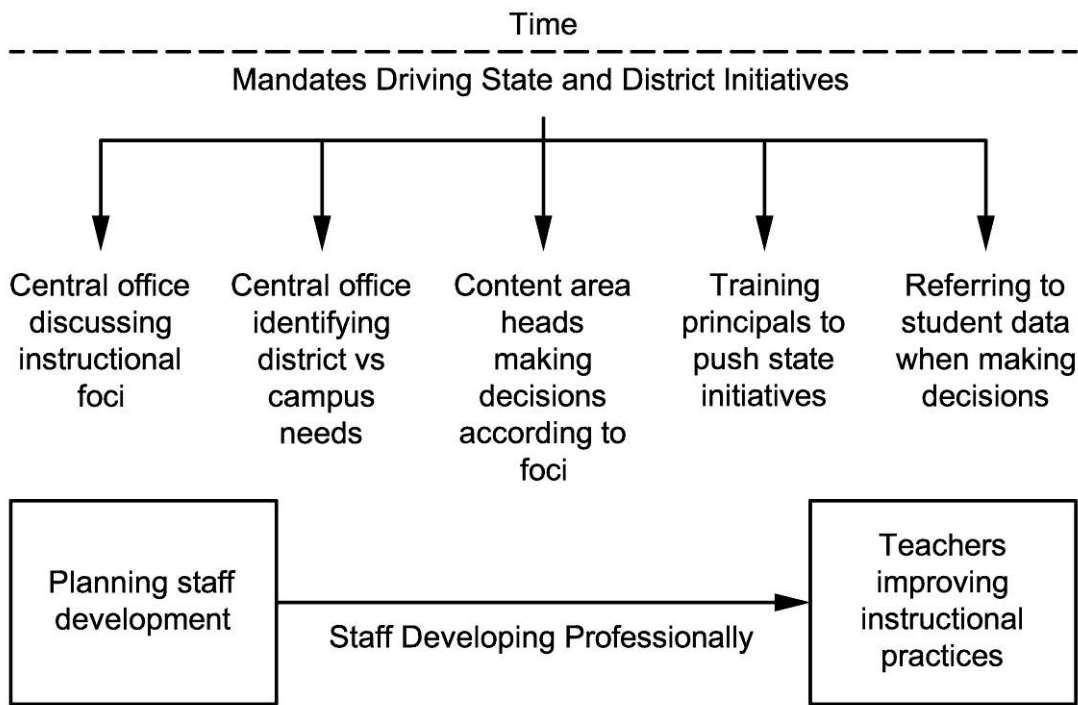 Time
Mandates Driving State and District Initiatives
Central office
discussing
instructional
foci
Central office
identifying
district vs
campus
needs
Content area
heads
making
decisions
according to
foci
Training
principals to
push state
initiatives
Referring to
student data
when making
decisions
Planning staff
development
Staff Developing Professionally
Teachers
improving
instructional
practices